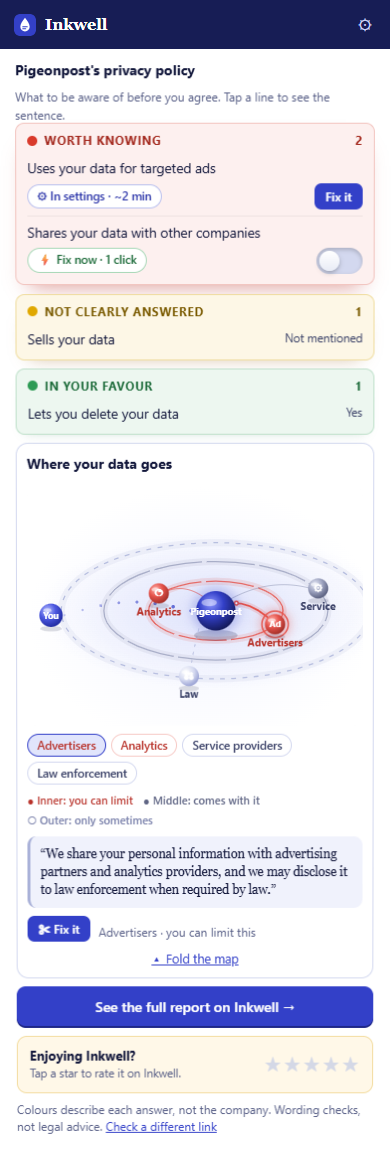 Inkwell
Pigeonpost's privacy policy
What to be aware of before you agree. Tap a line to see the
sentence.
WORTH KNOWING 2
Uses your data for targeted ads
In settings · ~2 min Fix it
Shares your data with other companies
Fix now · 1 click
NOT CLEARLY ANSWERED 1
Sells your data Not mentioned
IN YOUR FAVOUR 1
Lets you delete your data Yes
Where your data goes
You
Analytics
Pigeonpost
Service
Ad
Advertisers
Law
Advertisers Analytics Service providers
Law enforcement
Inner: you can limit Middle: comes with it
Outer: only sometimes
“We share your personal information with advertising
partners and analytics providers, and we may disclose it
to law enforcement when required by law.”
Fix it Advertisers · you can limit this
▲ Fold the map
See the full report on Inkwell →
Enjoying Inkwell?
Tap a star to rate it on Inkwell.
Colours describe each answer, not the company. Wording checks,
not legal advice. Check a different link